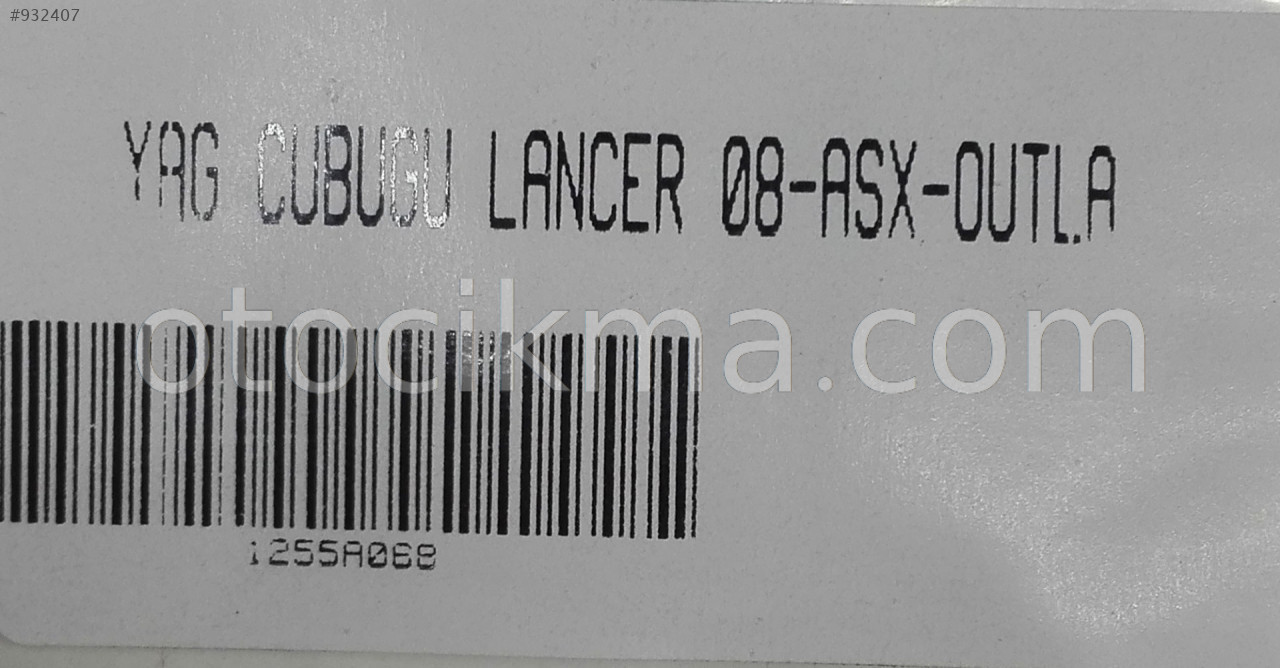 #932407
YAG CUBUGU LANCER 08-ASX-OUTL.A
otocikma.com
1255A068